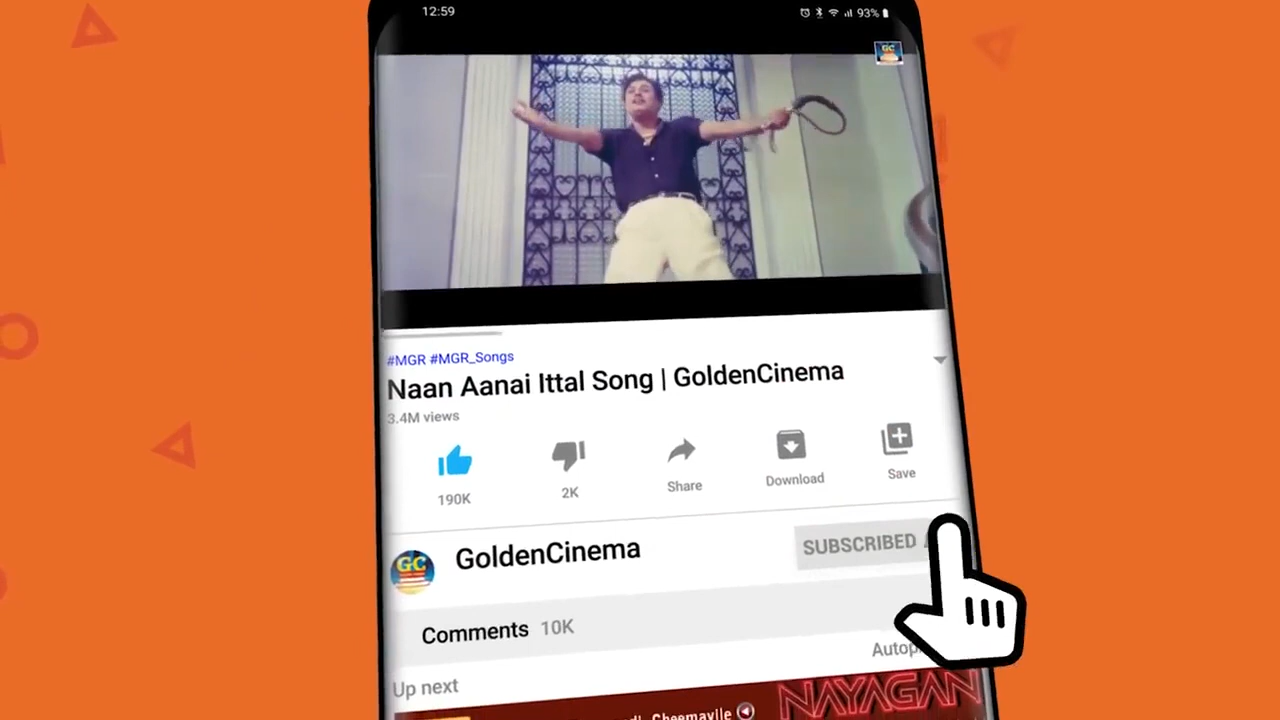 12:59
93%
GC
#MGR #MGR_Songs
Naan Aanai Ittal Song | GoldenCinema
3.4M views
190K
2K
Share
Download
Save
GC
GoldenCinema
SUBSCRIBED
Comments 10K
Up next
NAYAGAN